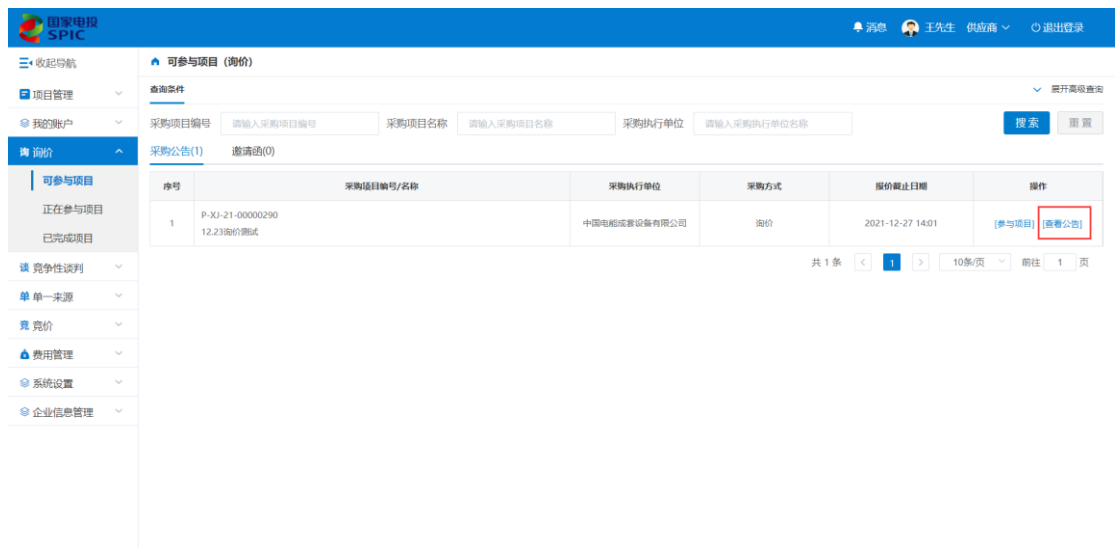 国家电投
SPIC
消息 王先生 供应商 退出登录
收起导航
项目管理
我的账户
询 询价
可参与项目
正在参与项目
已完成项目
谈 竞争性谈判
单 单一来源
竞 竞价
费用管理
系统设置
企业信息管理
可参与项目（询价）
查询条件 展开高级查询
采购项目编号 请输入采购项目编号 采购项目名称 请输入采购项目名称 采购执行单位 请输入采购执行单位名称 搜索 重置
采购公告(1) 邀请函(0)
序号 采购项目编号/名称 采购执行单位 采购方式 报价截止日期 操作
1 P-XJ-21-00000290 中国电能成套设备有限公司 询价 2021-12-27 14:01 [参与项目] [查看公告]
12.23询价测试
共 1 条 < 1 > 10条/页 前往 1 页